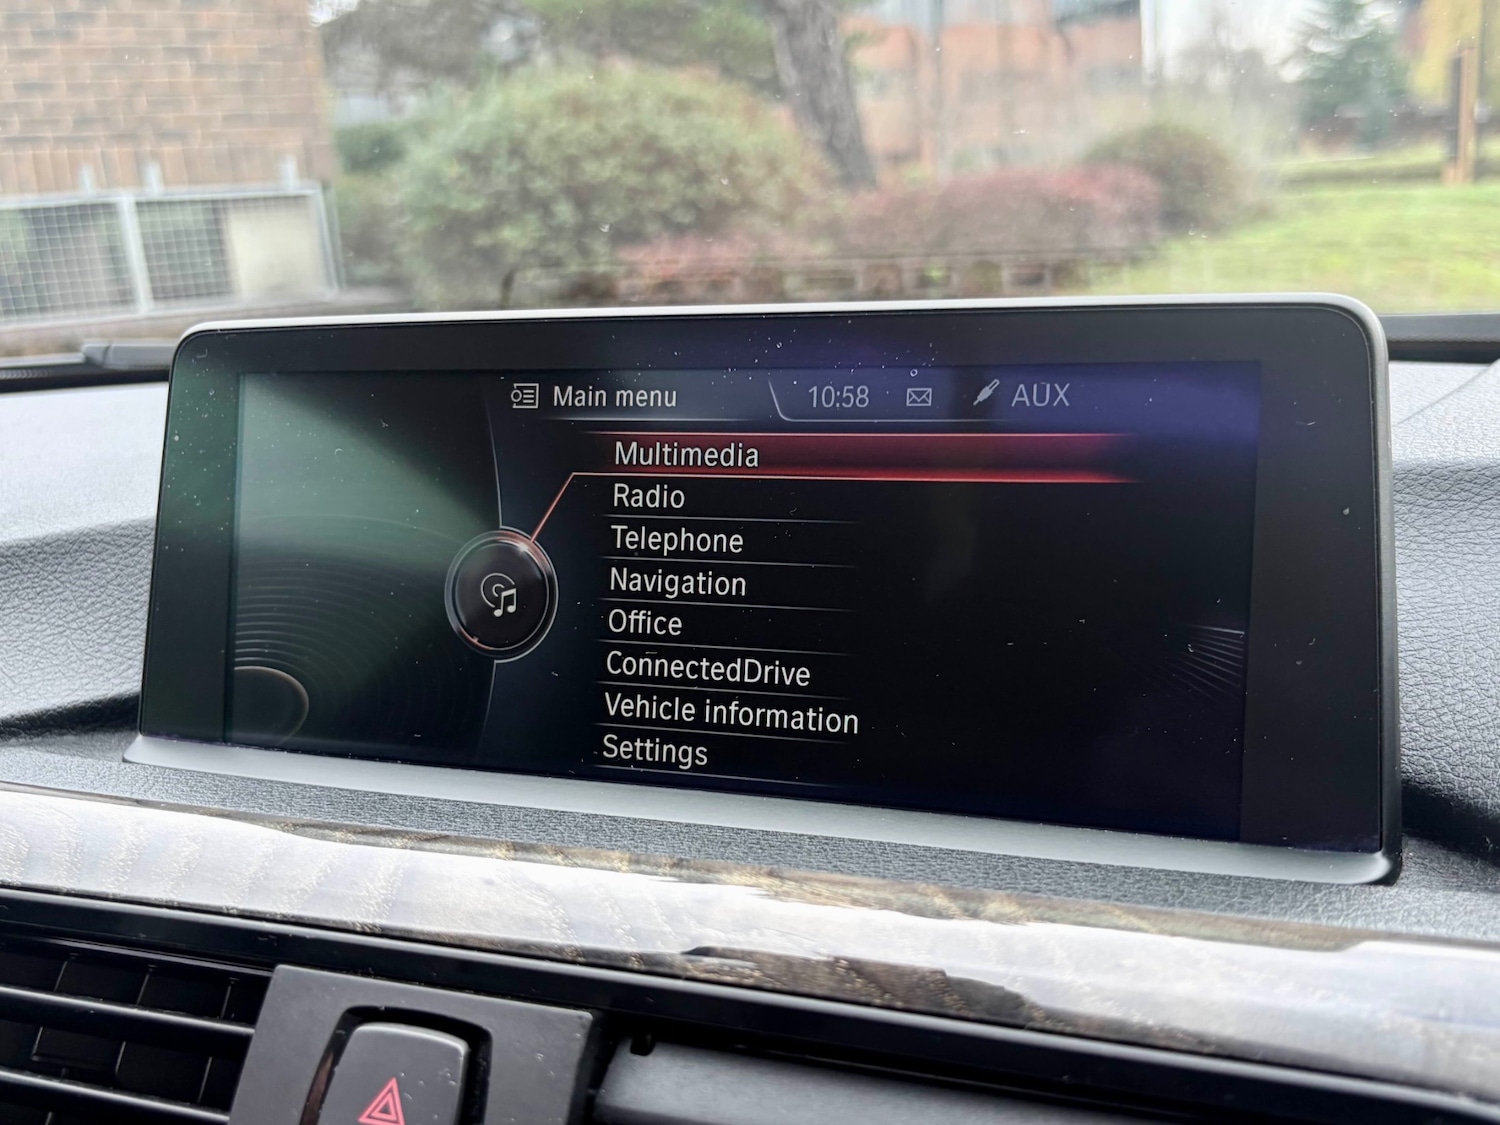 Main menu 10:58 AUX
Multimedia
Radio
Telephone
Navigation
Office
ConnectedDrive
Vehicle information
Settings